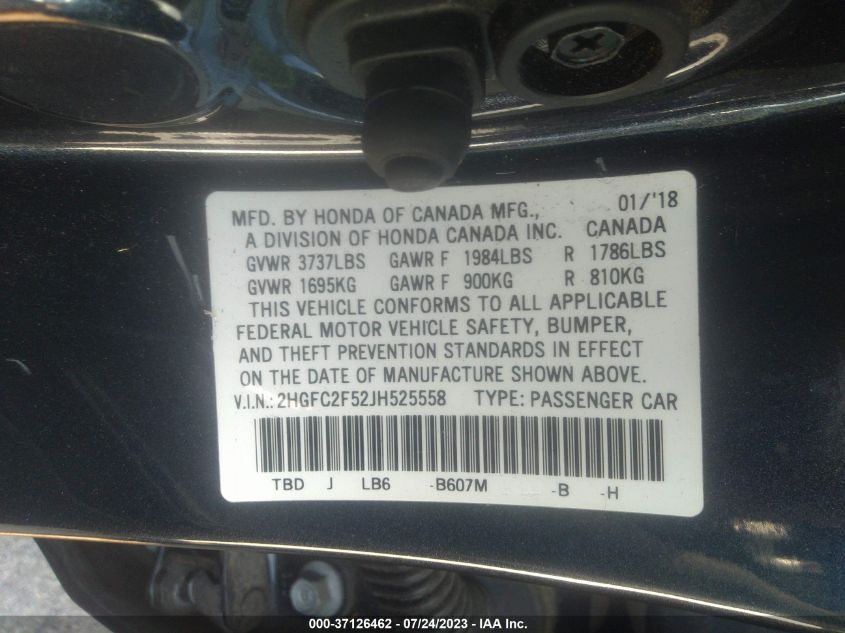 MFD. BY HONDA OF CANADA MFG., 01/'18
A DIVISION OF HONDA CANADA INC. CANADA
GVWR 3737LBS GAWR F 1984LBS R 1786LBS
GVWR 1695KG GAWR F 900KG R 810KG
THIS VEHICLE CONFORMS TO ALL APPLICABLE
FEDERAL MOTOR VEHICLE SAFETY, BUMPER,
AND THEFT PREVENTION STANDARDS IN EFFECT
ON THE DATE OF MANUFACTURE SHOWN ABOVE.
V.I.N.: 2HGFC2F52JH525558 TYPE: PASSENGER CAR
TBD J LB6 -B607M -B -H
000-37126462 - 07/24/2023 - IAA Inc.